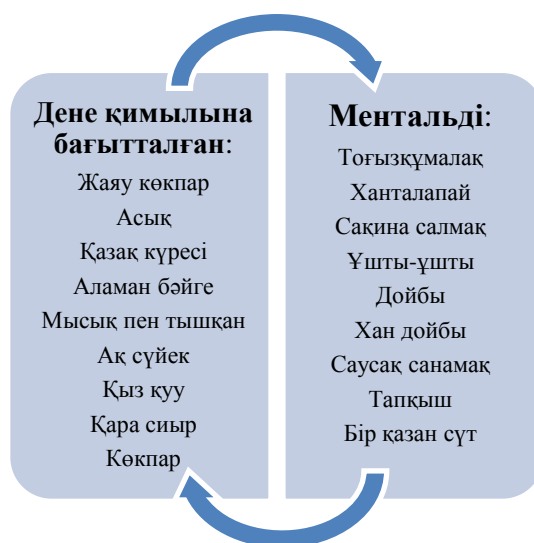 Дене қимылына
бағытталған:
Жаяу көкпар
Асық
Қазақ күресі
Аламан бәйге
Мысық пен тышқан
Ақ сүйек
Қыз қуу
Қара сиыр
Көкпар
Ментальді:
Тоғызқұмалақ
Ханталапай
Сақина салмақ
Ұшты-ұшты
Дойбы
Хан дойбы
Саусақ санамақ
Тапқыш
Бір қазан сүт